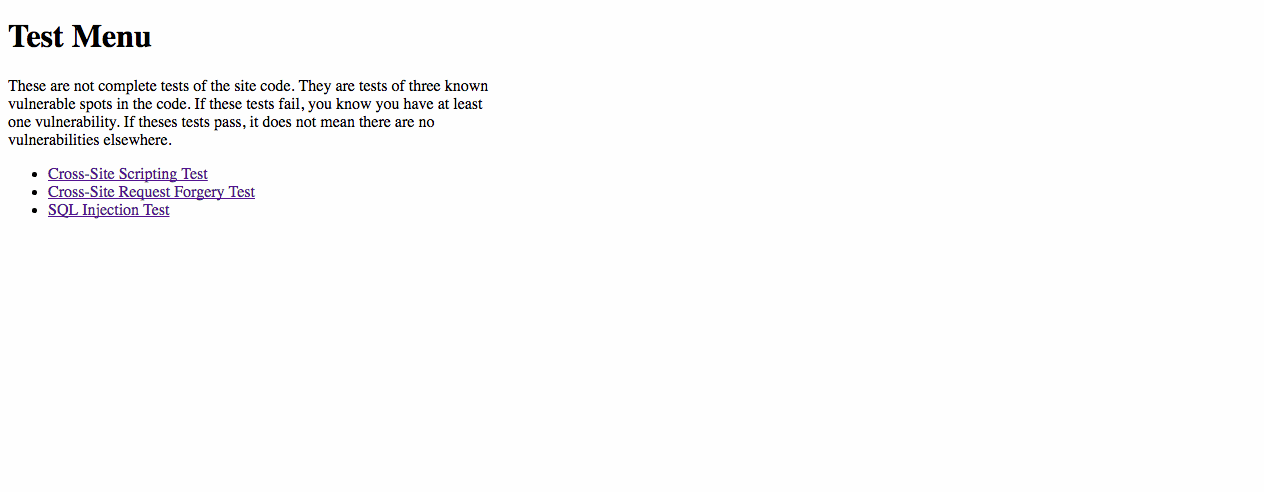 Test Menu
These are not complete tests of the site code. They are tests of three known
vulnerable spots in the code. If these tests fail, you know you have at least
one vulnerability. If theses tests pass, it does not mean there are no
vulnerabilities elsewhere.
• Cross-Site Scripting Test
• Cross-Site Request Forgery Test
• SQL Injection Test